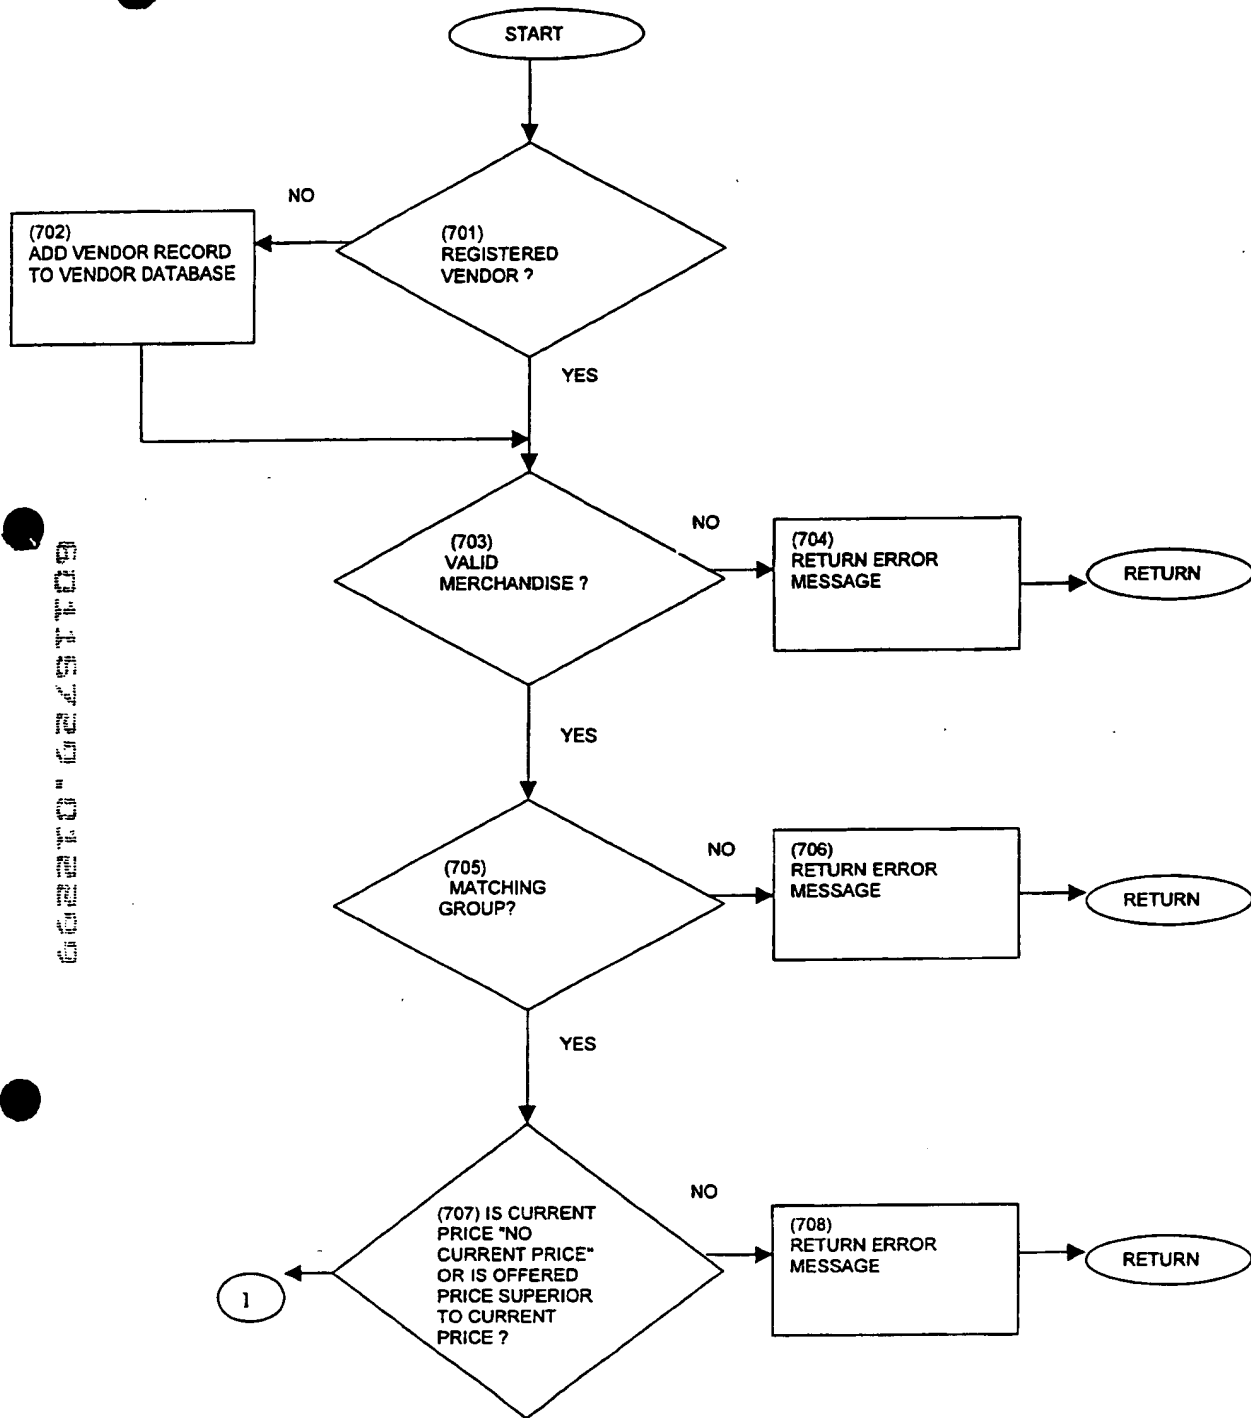 START
NO
(702)
ADD VENDOR RECORD
TO VENDOR DATABASE
(701)
REGISTERED
VENDOR ?
YES
(703)
VALID
MERCHANDISE ?
NO
(704)
RETURN ERROR
MESSAGE
RETURN
60115729.012299
YES
(705)
MATCHING
GROUP?
NO
(706)
RETURN ERROR
MESSAGE
RETURN
YES
(707) IS CURRENT
PRICE "NO
CURRENT PRICE"
OR IS OFFERED
PRICE SUPERIOR
TO CURRENT
PRICE ?
NO
(708)
RETURN ERROR
MESSAGE
RETURN
1